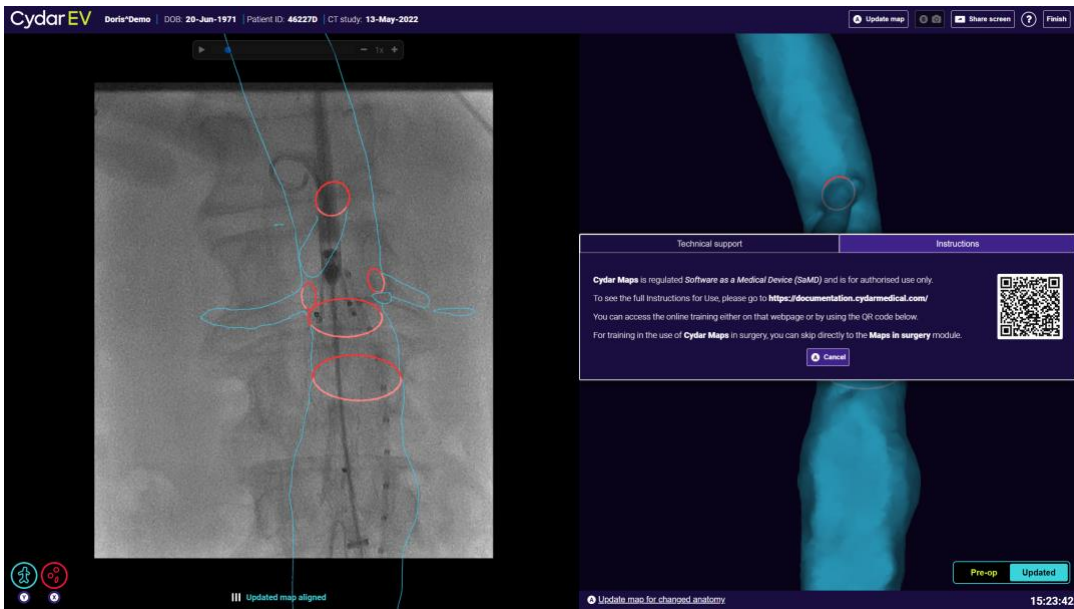 Cydar EV Doris^Demo DOB: 20-Jun-1971 Patient ID: 46227D CT study: 13-May-2022 A Update map B Share screen ? Finish
1x
Technical support Instructions
Cydar Maps is regulated Software as a Medical Device (SaMD) and is for authorised use only.
To see the full Instructions for Use, please go to https://documentation.cydarmedical.com/
You can access the online training either on that webpage or by using the QR code below.
For training in the use of Cydar Maps in surgery, you can skip directly to the Maps in surgery module.
A Cancel
Pre-op Updated
Y X
Updated map aligned
A Update map for changed anatomy
15:23:42